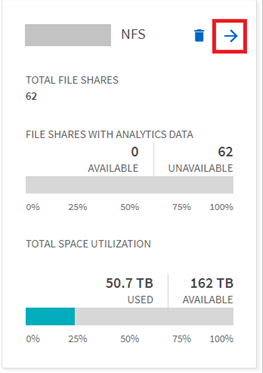 NFS
TOTAL FILE SHARES
62
FILE SHARES WITH ANALYTICS DATA
0 62
AVAILABLE UNAVAILABLE
0% 25% 50% 75% 100%
TOTAL SPACE UTILIZATION
50.7 TB 162 TB
USED AVAILABLE
0% 25% 50% 75% 100%